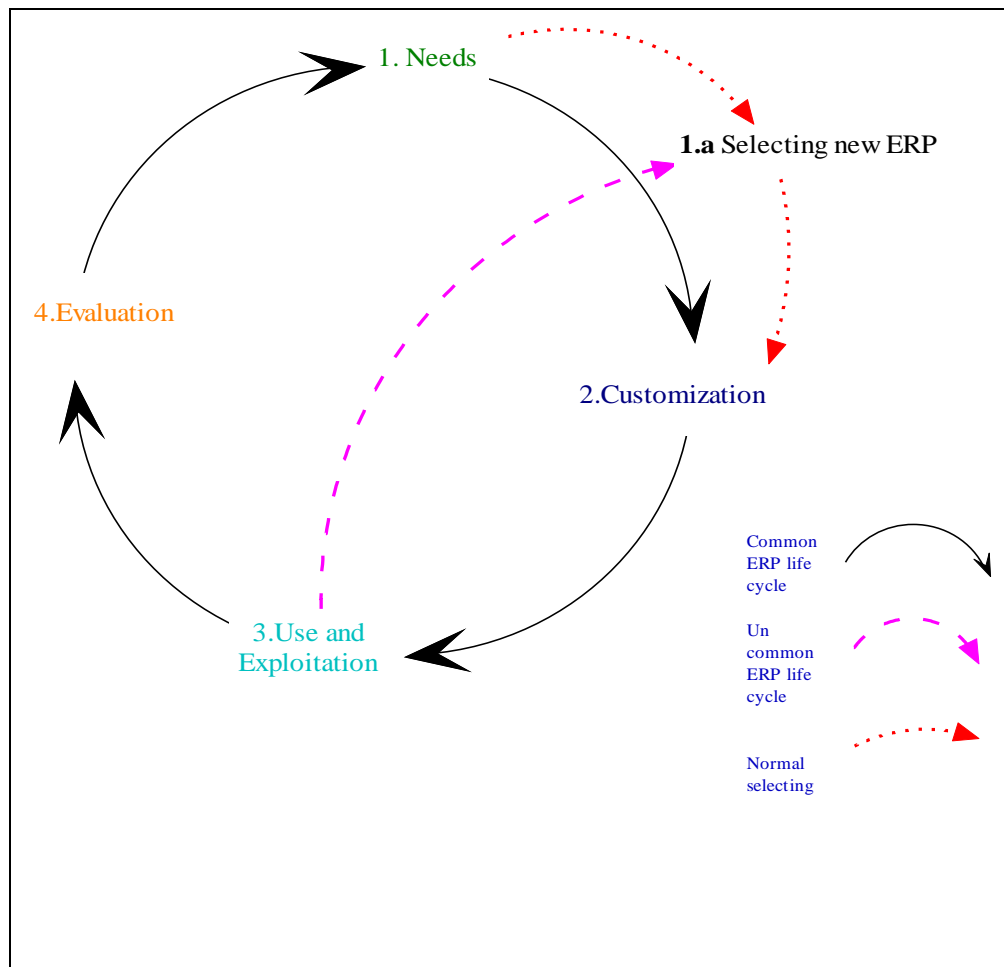 1. Needs
1.a Selecting new ERP
4.Evaluation
2.Customization
3.Use and
Exploitation
Common
ERP life
cycle
Un
common
ERP life
cycle
Normal
selecting